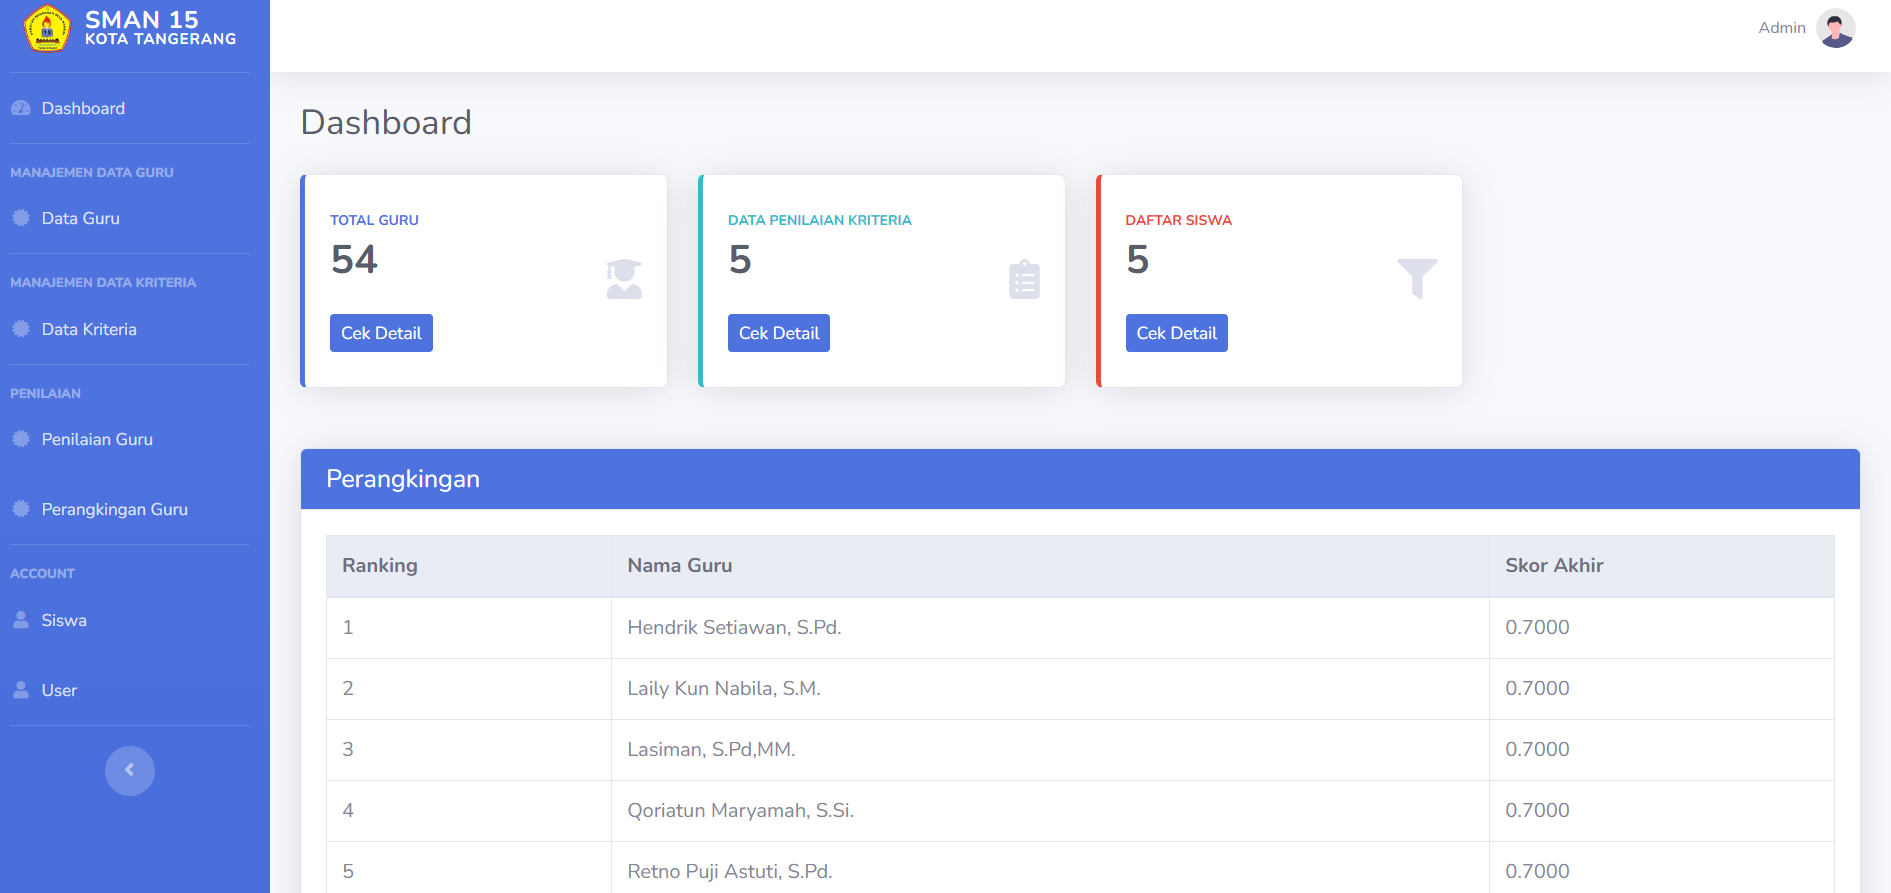 SMAN 15
KOTA TANGERANG
Dashboard
MANAJEMEN DATA GURU
Data Guru
MANAJEMEN DATA KRITERIA
Data Kriteria
PENILAIAN
Penilaian Guru
Perangkingan Guru
ACCOUNT
Siswa
User
Admin
Dashboard
TOTAL GURU
54
Cek Detail
DATA PENILAIAN KRITERIA
5
Cek Detail
DAFTAR SISWA
5
Cek Detail
Perangkingan
Ranking Nama Guru Skor Akhir
1 Hendrik Setiawan, S.Pd. 0.7000
2 Laily Kun Nabila, S.M. 0.7000
3 Lasiman, S.Pd,MM. 0.7000
4 Qoriatun Maryamah, S.Si. 0.7000
5 Retno Puji Astuti, S.Pd. 0.7000